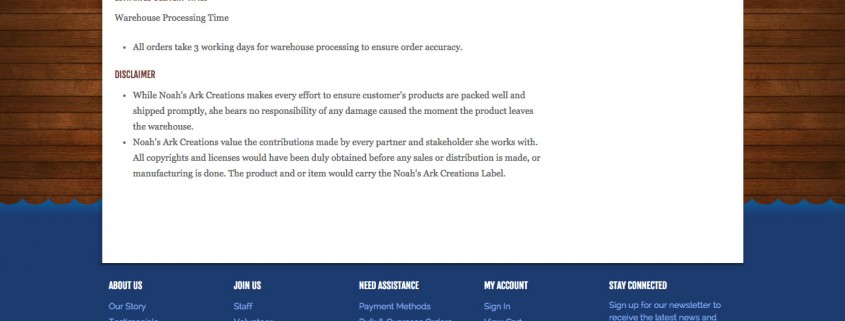 Warehouse Processing Time
• All orders take 3 working days for warehouse processing to ensure order accuracy.
DISCLAIMER
• While Noah's Ark Creations makes every effort to ensure customer's products are packed well and
shipped promptly, she bears no responsibility of any damage caused the moment the product leaves
the warehouse.
• Noah's Ark Creations value the contributions made by every partner and stakeholder she works with.
All copyrights and licenses would have been duly obtained before any sales or distribution is made, or
manufacturing is done. The product and or item would carry the Noah's Ark Creations Label.
ABOUT US
Our Story
JOIN US
Staff
NEED ASSISTANCE
Payment Methods
MY ACCOUNT
Sign In
View Cart
STAY CONNECTED
Sign up for our newsletter to
receive the latest news and